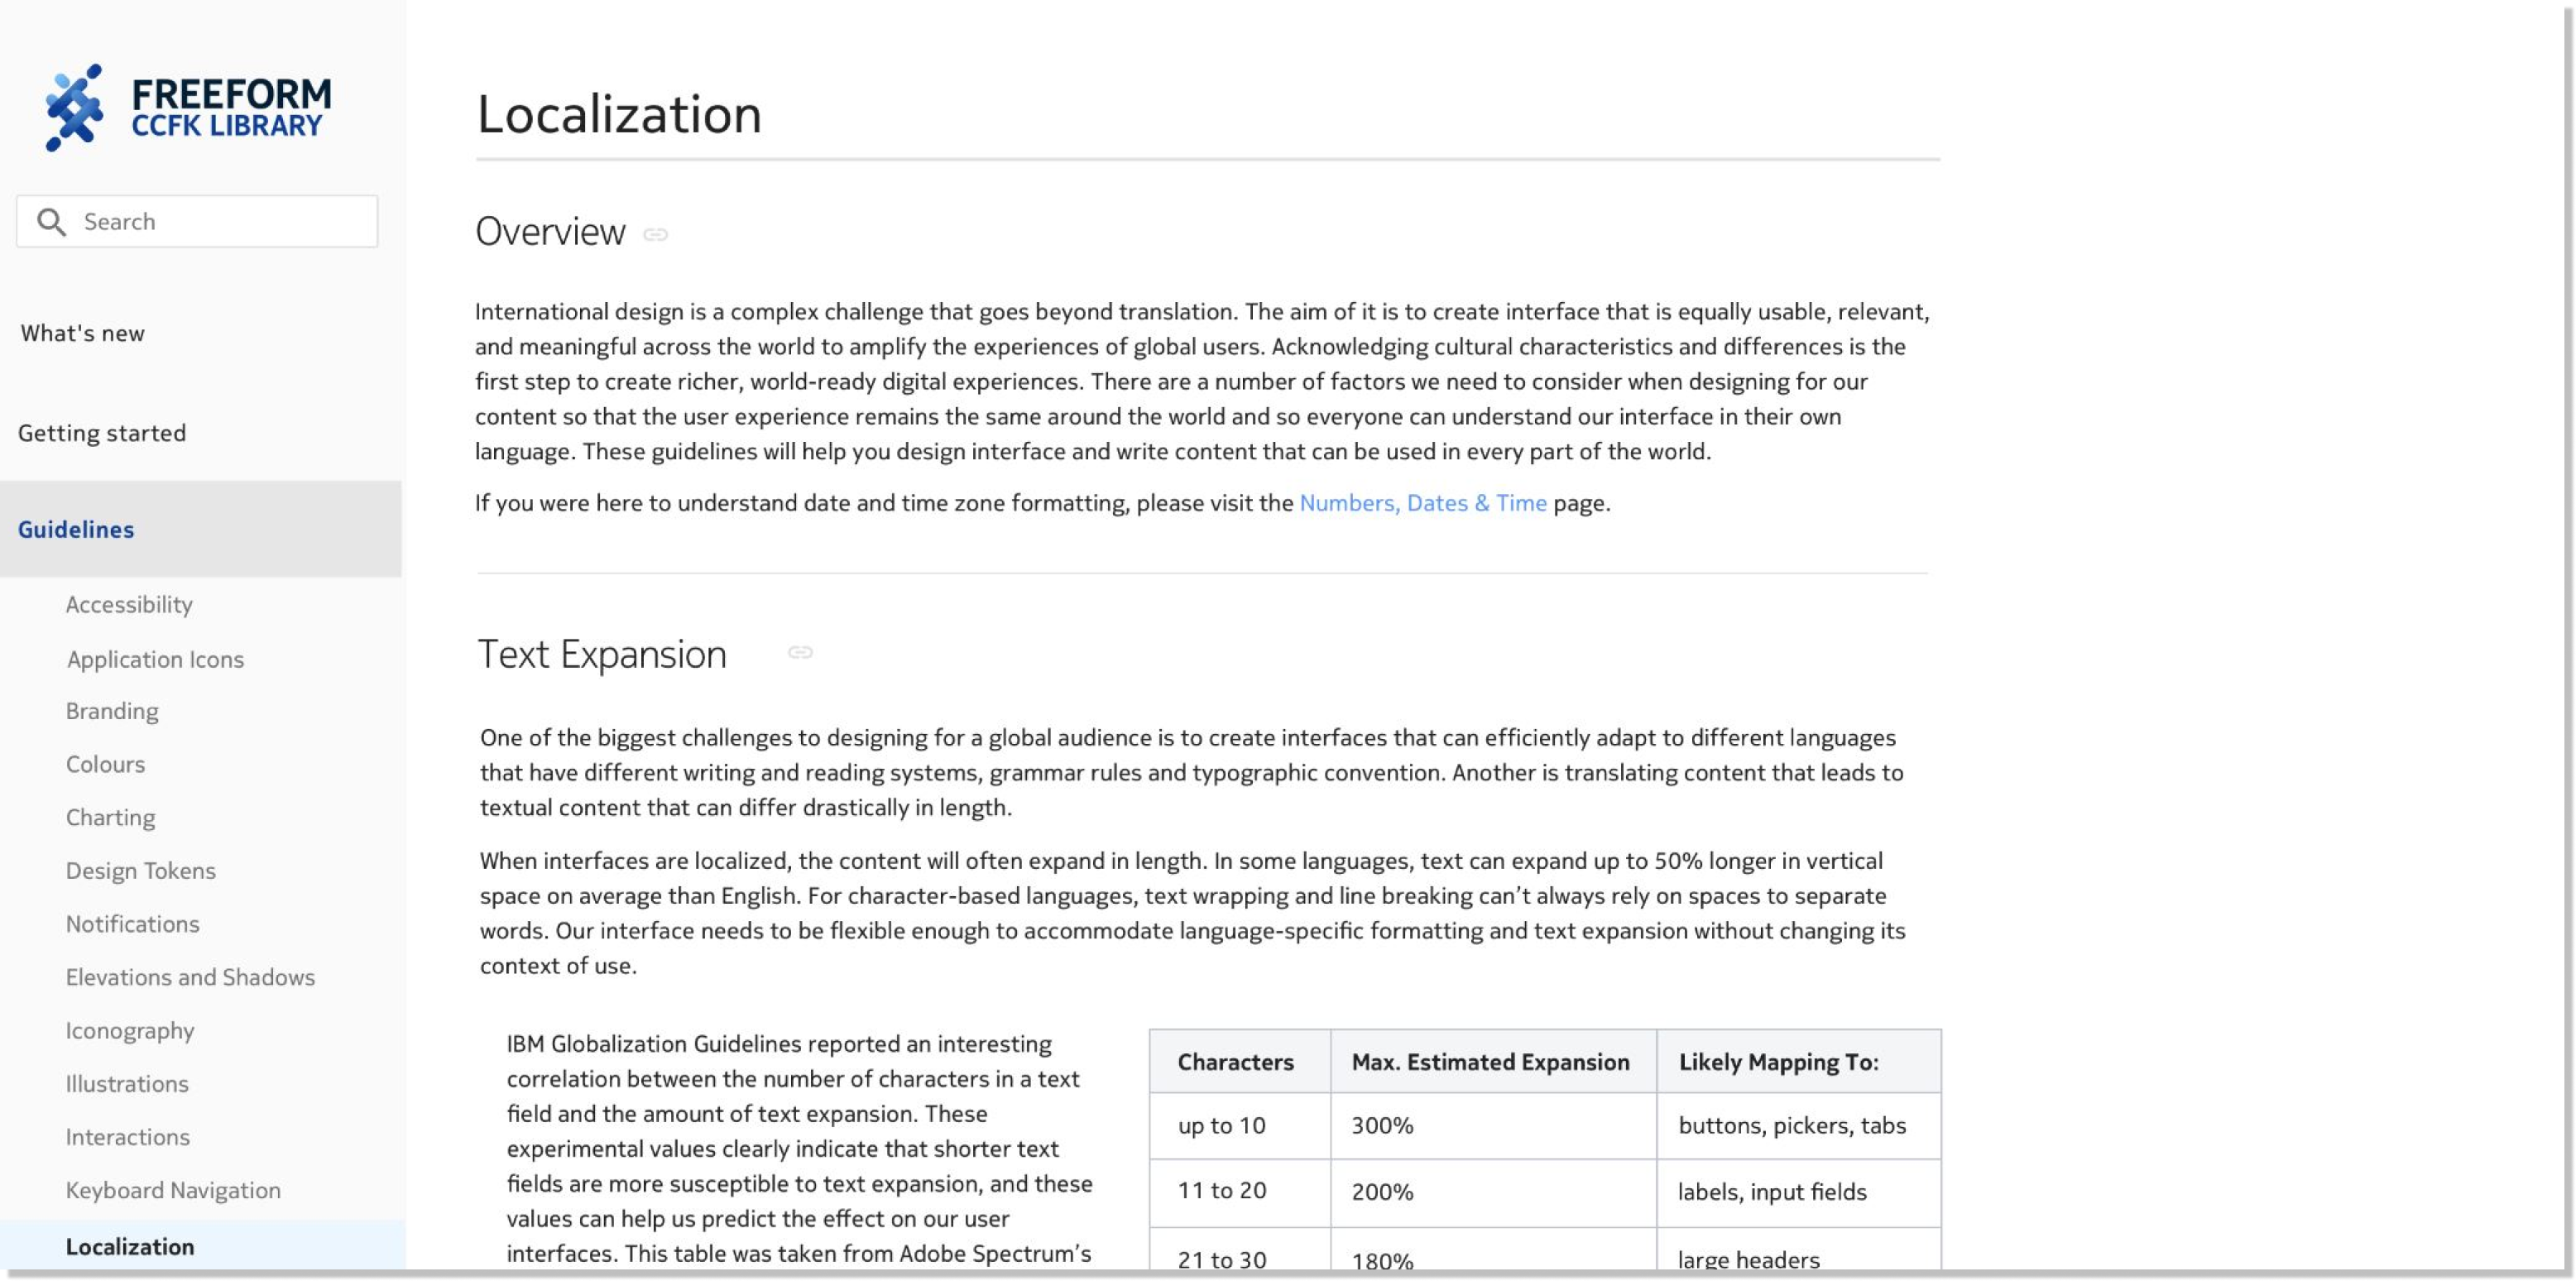 FREEFORM
CCFK LIBRARY
Search
What's new
Getting started
Guidelines
Accessibility
Application Icons
Branding
Colours
Charting
Design Tokens
Notifications
Elevations and Shadows
Iconography
Illustrations
Interactions
Keyboard Navigation
Localization
Localization
Overview
International design is a complex challenge that goes beyond translation. The aim of it is to create interface that is equally usable, relevant,
and meaningful across the world to amplify the experiences of global users. Acknowledging cultural characteristics and differences is the
first step to create richer, world-ready digital experiences. There are a number of factors we need to consider when designing for our
content so that the user experience remains the same around the world and so everyone can understand our interface in their own
language. These guidelines will help you design interface and write content that can be used in every part of the world.
If you were here to understand date and time zone formatting, please visit the Numbers, Dates & Time page.
Text Expansion
One of the biggest challenges to designing for a global audience is to create interfaces that can efficiently adapt to different languages
that have different writing and reading systems, grammar rules and typographic convention. Another is translating content that leads to
textual content that can differ drastically in length.
When interfaces are localized, the content will often expand in length. In some languages, text can expand up to 50% longer in vertical
space on average than English. For character-based languages, text wrapping and line breaking can’t always rely on spaces to separate
words. Our interface needs to be flexible enough to accommodate language-specific formatting and text expansion without changing its
context of use.
IBM Globalization Guidelines reported an interesting
correlation between the number of characters in a text
field and the amount of text expansion. These
experimental values clearly indicate that shorter text
fields are more susceptible to text expansion, and these
values can help us predict the effect on our user
interfaces. This table was taken from Adobe Spectrum’s
Characters Max. Estimated Expansion Likely Mapping To:
up to 10 300% buttons, pickers, tabs
11 to 20 200% labels, input fields
21 to 30 180% large headers